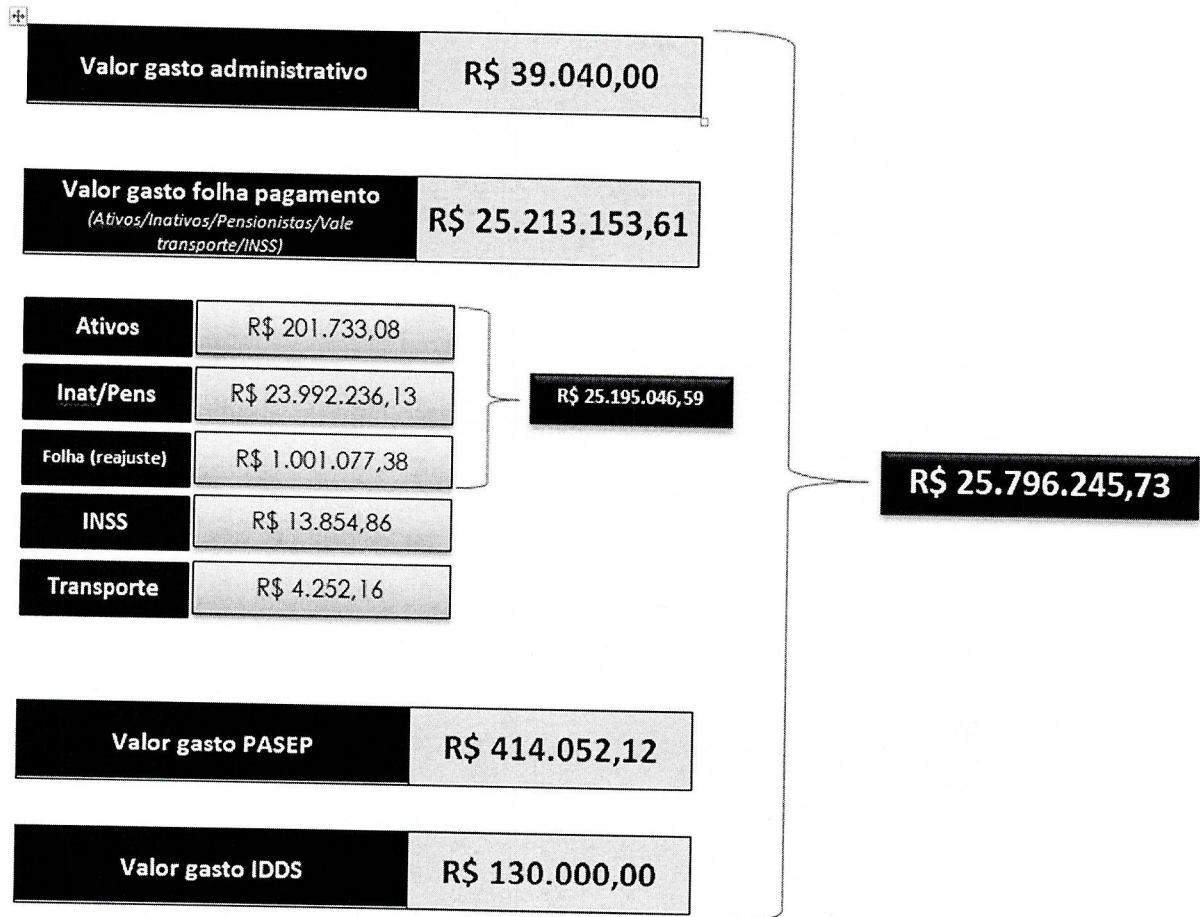 Valor gasto administrativo
R$ 39.040,00
Valor gasto folha pagamento
(Ativos/Inativos/Pensionistas/Vale
transporte/INSS)
R$ 25.213.153,61
Ativos
R$ 201.733,08
Inat/Pens
R$ 23.992.236,13
Folha (reajuste)
R$ 1.001.077,38
R$ 25.195.046,59
INSS
R$ 13.854,86
Transporte
R$ 4.252,16
R$ 25.796.245,73
Valor gasto PASEP
R$ 414.052,12
Valor gasto IDDS
R$ 130.000,00